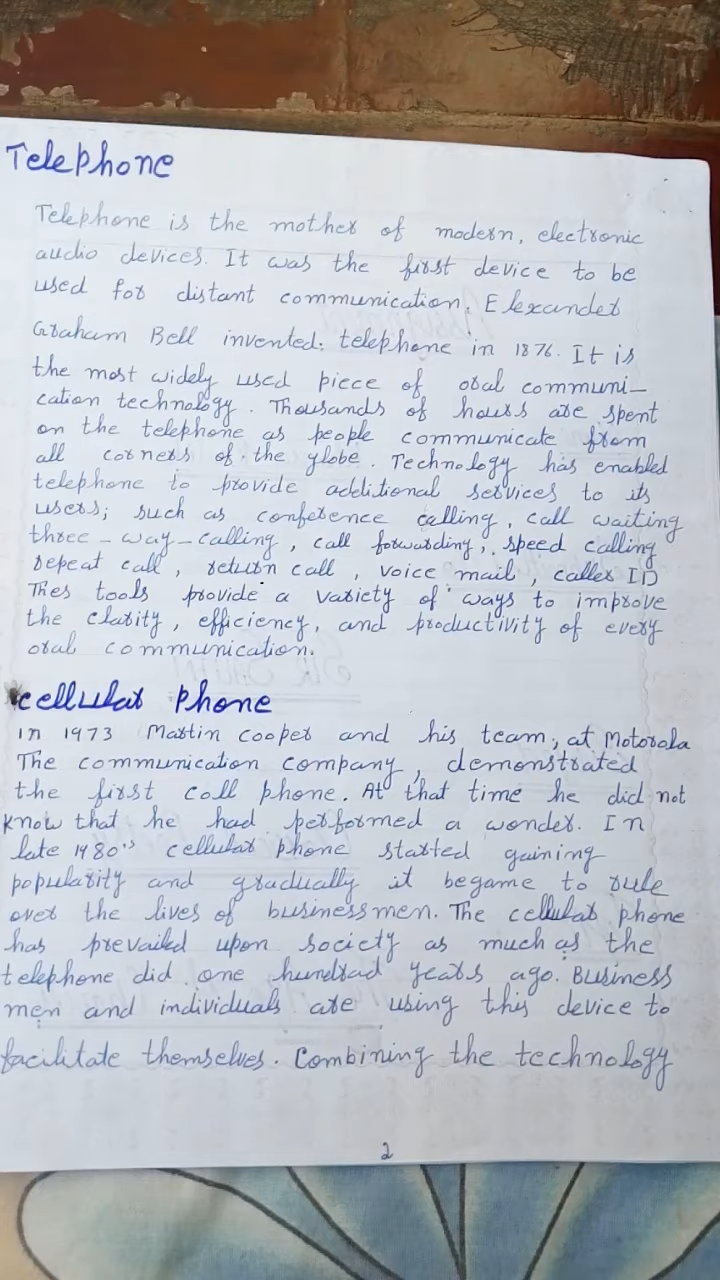 Telephone
Telephone is the mother of modern, electronic
audio devices. It was the first device to be
used for distant communication. Elexander
Graham Bell invented telephone in 1876. It is
the most widely used piece of oral communi-
cation technology. Thousands of hours are spent
on the telephone as people communicate from
all corners of the globe. Technology has enabled
telephone to provide additional services to its
users; such as conference calling, call waiting
three-way-calling, call forwarding, speed calling
repeat call, return call, voice mail, caller ID
Thes tools provide a variety of ways to improve
the clarity, efficiency, and productivity of every
oral communication.
cellular phone
in 1973 Martin cooper and his team, at Motorola
The communication company, demonstrated
the first coll phone. At that time he did not
know that he had performed a wonder. In
late 1980's cellular phone started gaining
popularity and gradually it begame to rule
over the lives of businessmen. The cellular phone
has prevailed upon society as much as the
telephone did one hundrad years ago. Business
men and individuals are using this device to
facilitate themselves. Combining the technology
2